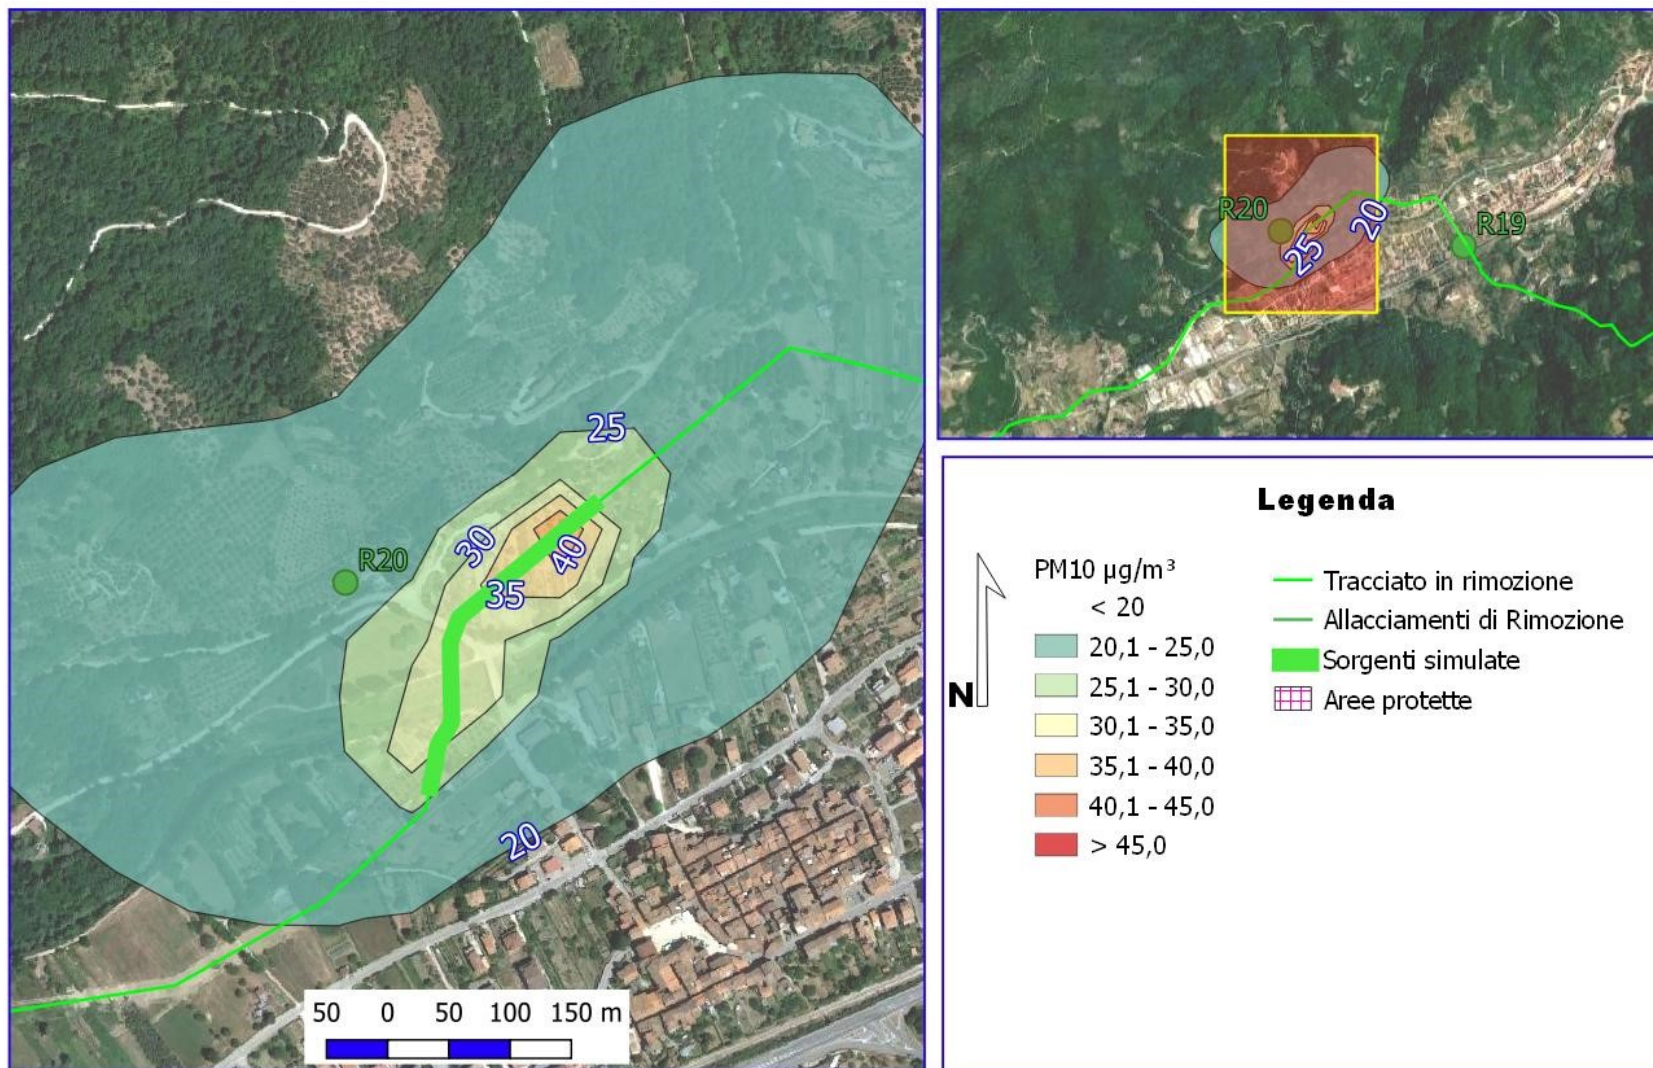 25
30
40
35
R20
20
50 0 50 100 150 m
R20
20
25
R19
Legenda
N
PM10 µg/m³
< 20
20,1 - 25,0
25,1 - 30,0
30,1 - 35,0
35,1 - 40,0
40,1 - 45,0
> 45,0
Tracciato in rimozione
Allacciamenti di Rimozione
Sorgenti simulate
Aree protette